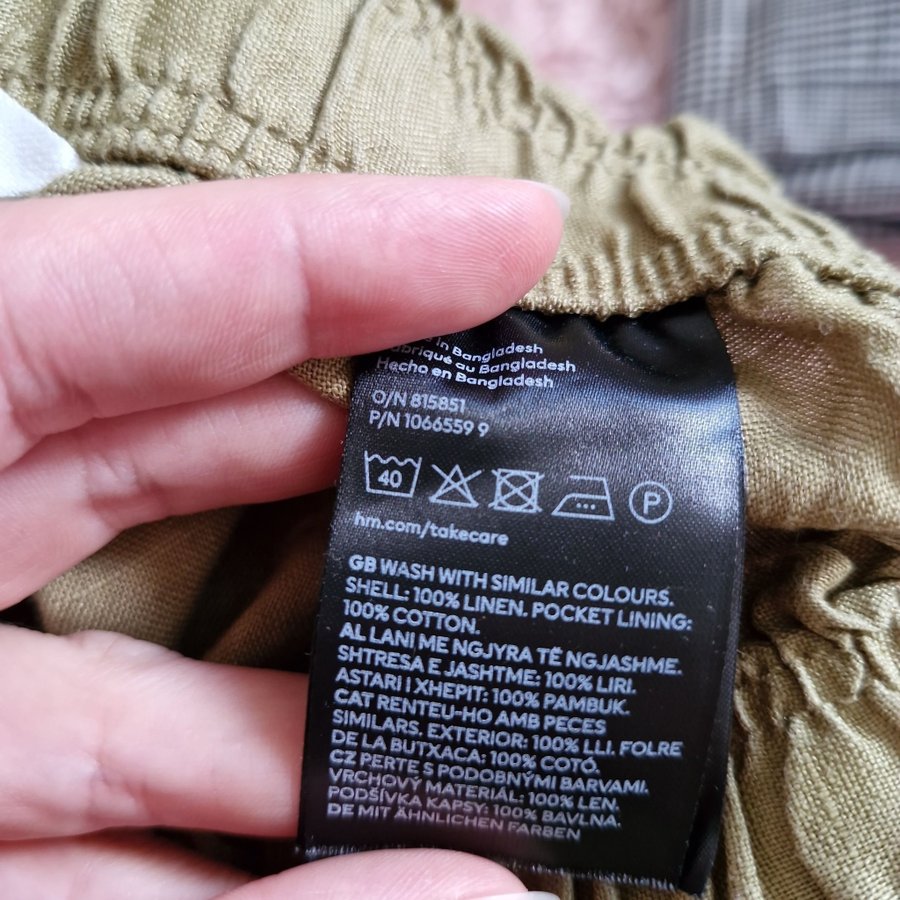 in Bangladesh
Fabriqué au Bangladesh
Hecho en Bangladesh
O/N 815851
P/N 1066559 9
40
P
hm.com/takecare
GB WASH WITH SIMILAR COLOURS.
SHELL: 100% LINEN. POCKET LINING:
100% COTTON.
AL LANI ME NGJYRA TË NGJASHME.
SHTRESA E JASHTME: 100% LIRI.
ASTARI I XHEPIT: 100% PAMBUK.
CAT RENTEU-HO AMB PECES
SIMILARS. EXTERIOR: 100% LLI. FOLRE
DE LA BUTXACA: 100% COTÓ.
CZ PERTE S PODOBNÝMI BARVAMI.
VRCHOVÝ MATERIÁL: 100% LEN.
PODŠÍVKA KAPSY: 100% BAVLNA.
DE MIT ÄHNLICHEN FARBEN